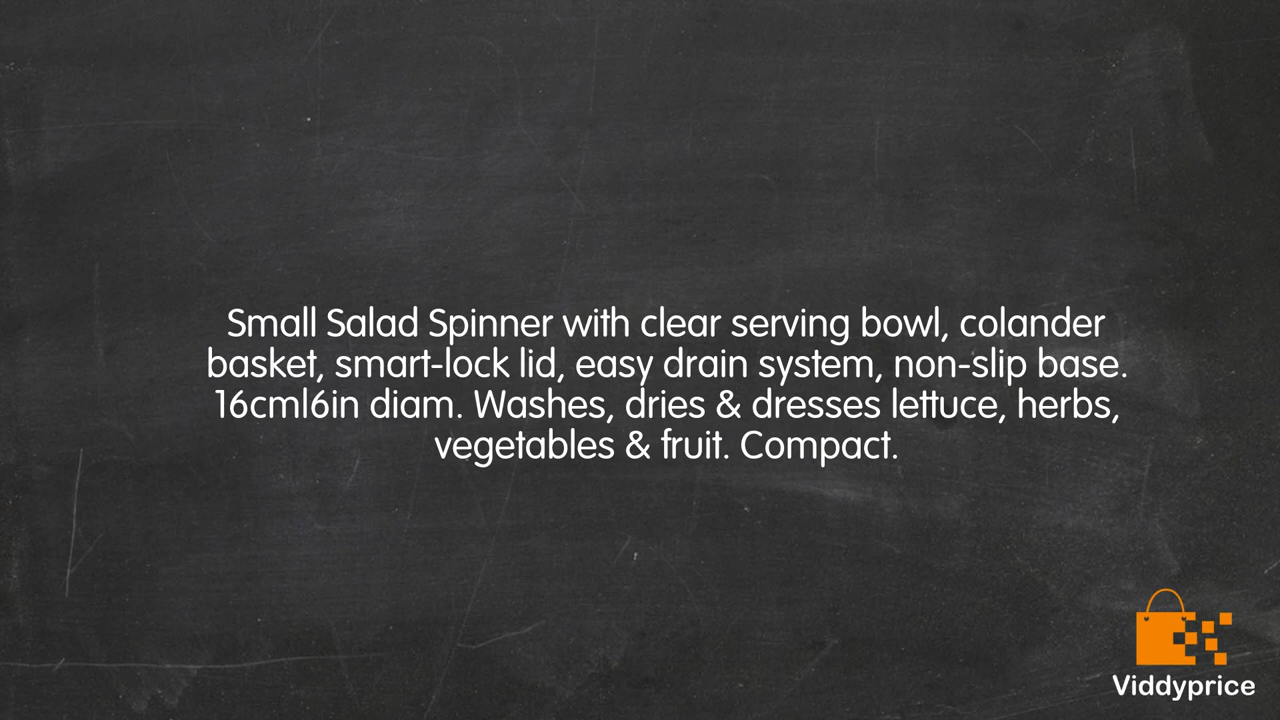 Small Salad Spinner with clear serving bowl, colander
basket, smart-lock lid, easy drain system, non-slip base.
16cml6in diam. Washes, dries & dresses lettuce, herbs,
vegetables & fruit. Compact.
Viddyprice